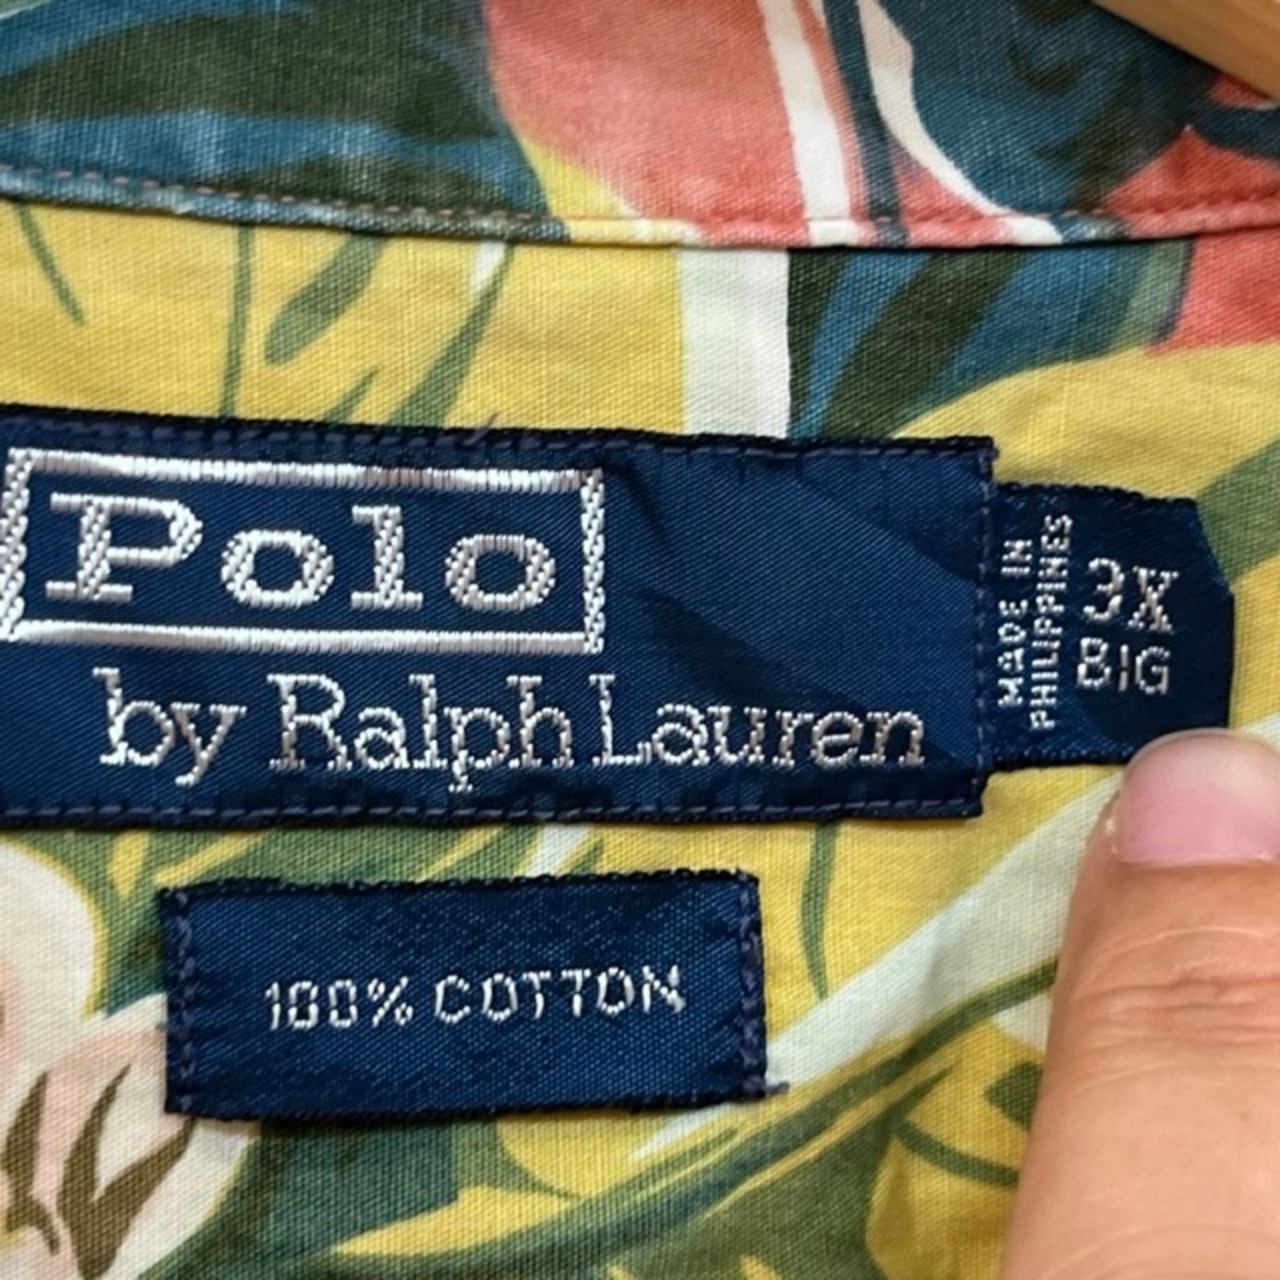 Polo
by Ralph Lauren
MADE IN
PHILIPPINES
3X
BIG
100% COTTON